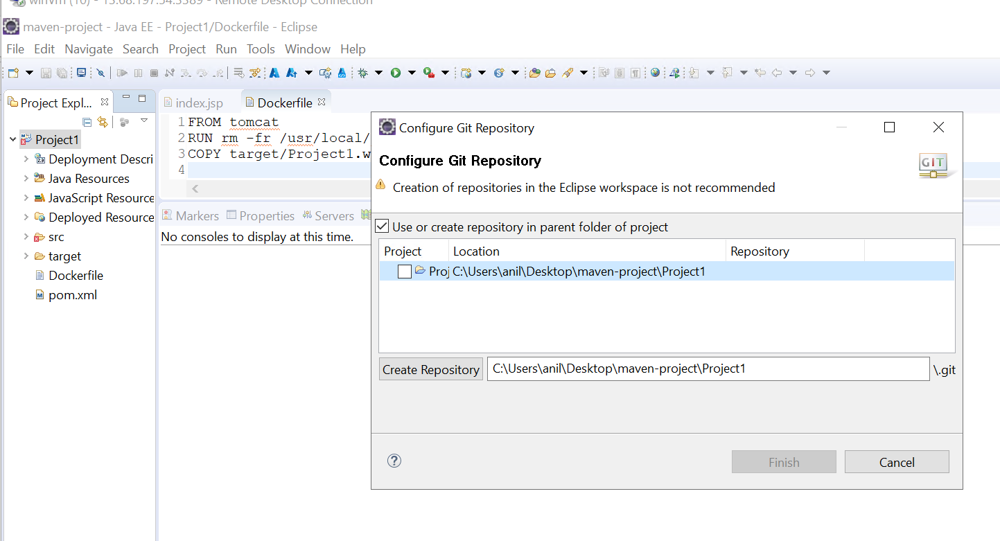 winvm (10) - 13.68.197.54:3389 - Remote Desktop Connection
maven-project - Java EE - Project1/Dockerfile - Eclipse
File Edit Navigate Search Project Run Tools Window Help
Project Expl...
index.jsp
Dockerfile
1 FROM tomcat
2 RUN rm -fr /usr/local/
3 COPY target/Project1.w
4
Project1
Deployment Descri
Java Resources
JavaScript Resource
Deployed Resource
src
target
Dockerfile
pom.xml
Markers Properties Servers
No consoles to display at this time.
Configure Git Repository
Configure Git Repository
GIT
Creation of repositories in the Eclipse workspace is not recommended
Use or create repository in parent folder of project
Project Location Repository
Proj C:\Users\anil\Desktop\maven-project\Project1
Create Repository C:\Users\anil\Desktop\maven-project\Project1 \.git
Finish Cancel